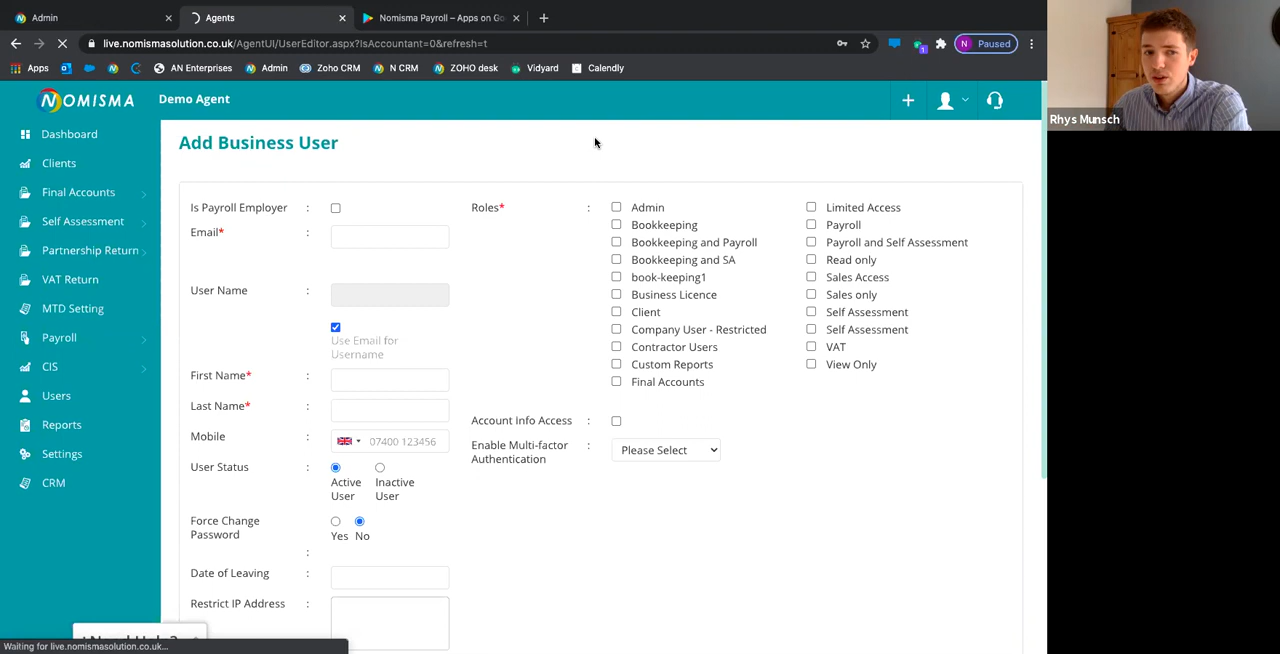 Admin
Agents
Nomisma Payroll – Apps on Go
live.nomismasolution.co.uk/AgentUI/UserEditor.aspx?IsAccountant=0&refresh=t
N Paused
Apps
AN Enterprises
Admin
Zoho CRM
N CRM
ZOHO desk
Vidyard
Calendly
NOMISMA
Demo Agent
Rhys Munsch
Dashboard
Clients
Final Accounts
Self Assessment
Partnership Return
VAT Return
MTD Setting
Payroll
CIS
Users
Reports
Settings
CRM
Add Business User
Is Payroll Employer :
Email* :
User Name :
Use Email for
Username
First Name* :
Last Name* :
Mobile : 07400 123456
User Status :
Active
User
Inactive
User
Force Change
Password
Yes No
:
Date of Leaving :
Restrict IP Address :
Roles* :
Admin
Bookkeeping
Bookkeeping and Payroll
Bookkeeping and SA
book-keeping1
Business Licence
Client
Company User - Restricted
Contractor Users
Custom Reports
Final Accounts
Limited Access
Payroll
Payroll and Self Assessment
Read only
Sales Access
Sales only
Self Assessment
Self Assessment
VAT
View Only
Account Info Access :
Enable Multi-factor :
Authentication
Please Select
Waiting for live.nomismasolution.co.uk...